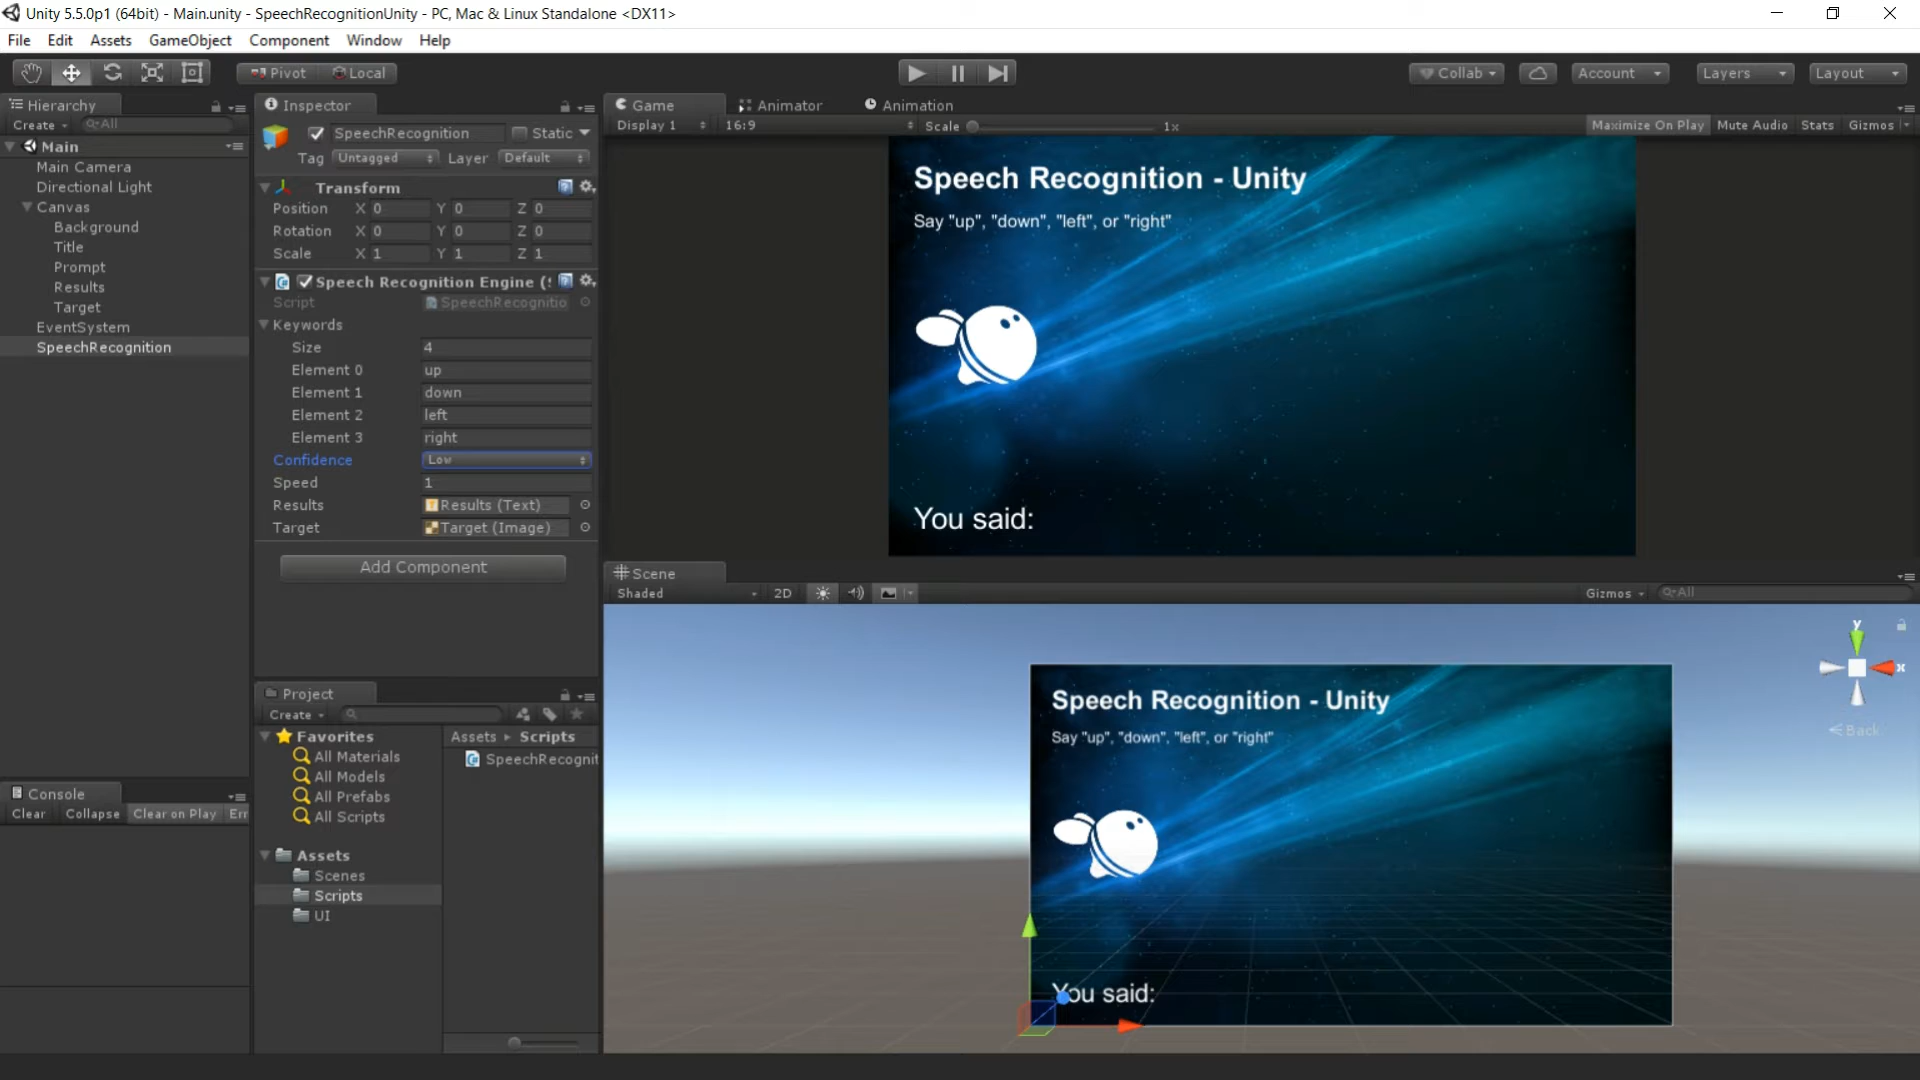 Unity 5.5.0p1 (64bit) - Main.unity - SpeechRecognitionUnity - PC, Mac & Linux Standalone <DX11>
File Edit Assets GameObject Component Window Help
Pivot Local
Collab Account Layers Layout
Hierarchy
Create All
Main
Main Camera
Directional Light
Canvas
Background
Title
Prompt
Results
Target
EventSystem
SpeechRecognition
Console
Clear Collapse Clear on Play Err
Inspector
SpeechRecognition Static
Tag Untagged Layer Default
Transform
Position X 0 Y 0 Z 0
Rotation X 0 Y 0 Z 0
Scale X 1 Y 1 Z 1
Speech Recognition Engine (S
Script SpeechRecognitio
Keywords
Size 4
Element 0 up
Element 1 down
Element 2 left
Element 3 right
Confidence Low
Speed 1
Results Results (Text)
Target Target (Image)
Add Component
Project
Create
Favorites
All Materials
All Models
All Prefabs
All Scripts
Assets
Scenes
Scripts
UI
Assets Scripts
SpeechRecognit
Game Animator Animation
Display 1 16:9 Scale 1x Maximize On Play Mute Audio Stats Gizmos
Speech Recognition - Unity
Say "up", "down", "left", or "right"
You said:
Scene
Shaded 2D Gizmos All
y
x
Back
Speech Recognition - Unity
Say "up", "down", "left", or "right"
You said: